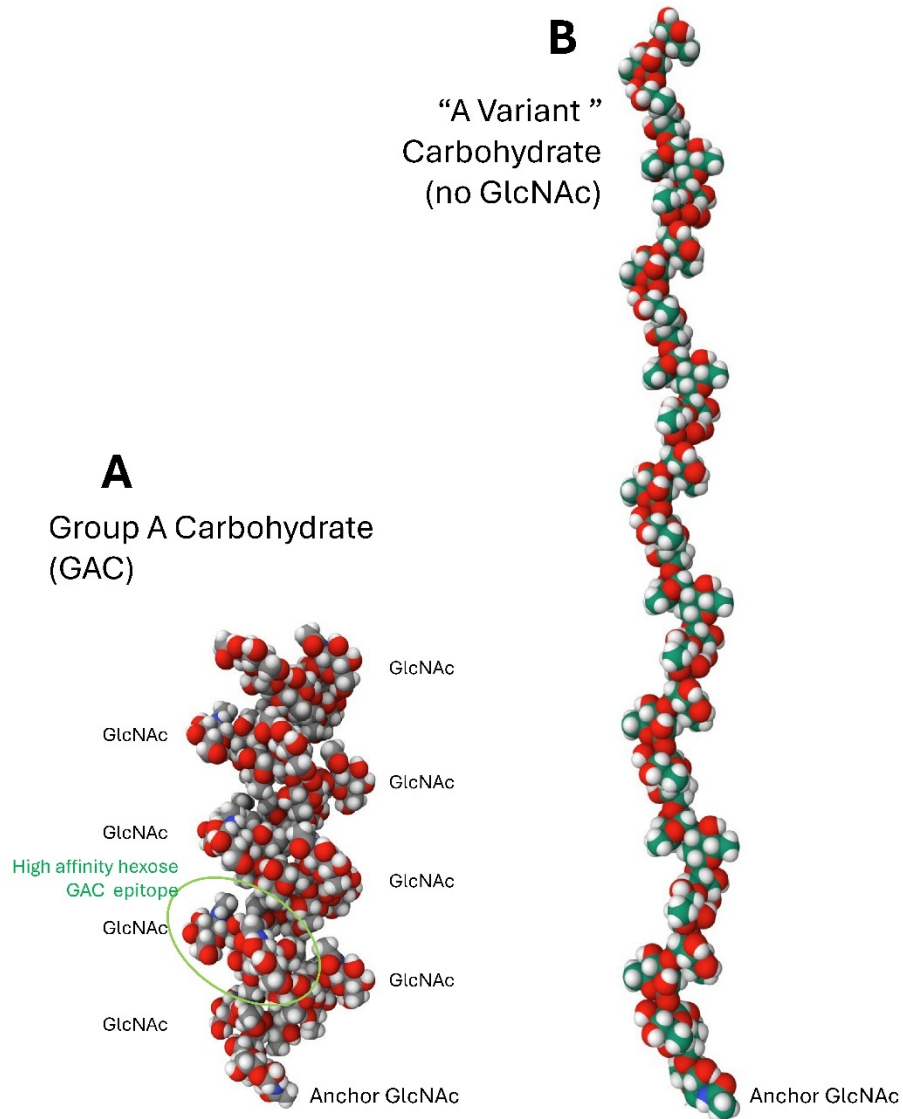 B
“A Variant ”
Carbohydrate
(no GlcNAc)
A
Group A Carbohydrate
(GAC)
GlcNAc
GlcNAc
GlcNAc
GlcNAc
High affinity hexose
GAC epitope
GlcNAc
GlcNAc
GlcNAc
GlcNAc
Anchor GlcNAc
Anchor GlcNAc